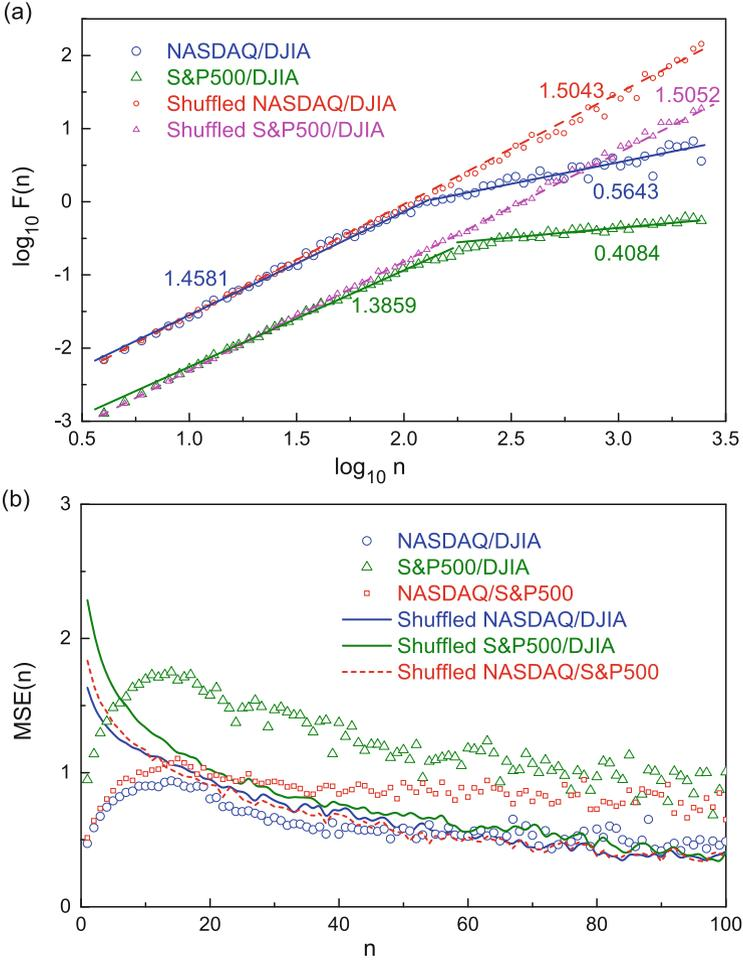 (a)
2
1
0
-1
-2
-3
log10 F(n)
NASDAQ/DJIA
S&P500/DJIA
Shuffled NASDAQ/DJIA
Shuffled S&P500/DJIA
1.5043
1.5052
0.5643
0.4084
1.4581
1.3859
0.5 1.0 1.5 2.0 2.5 3.0 3.5
log10 n
(b)
3
2
1
0
MSE(n)
NASDAQ/DJIA
S&P500/DJIA
NASDAQ/S&P500
Shuffled NASDAQ/DJIA
Shuffled S&P500/DJIA
Shuffled NASDAQ/S&P500
0 20 40 60 80 100
n